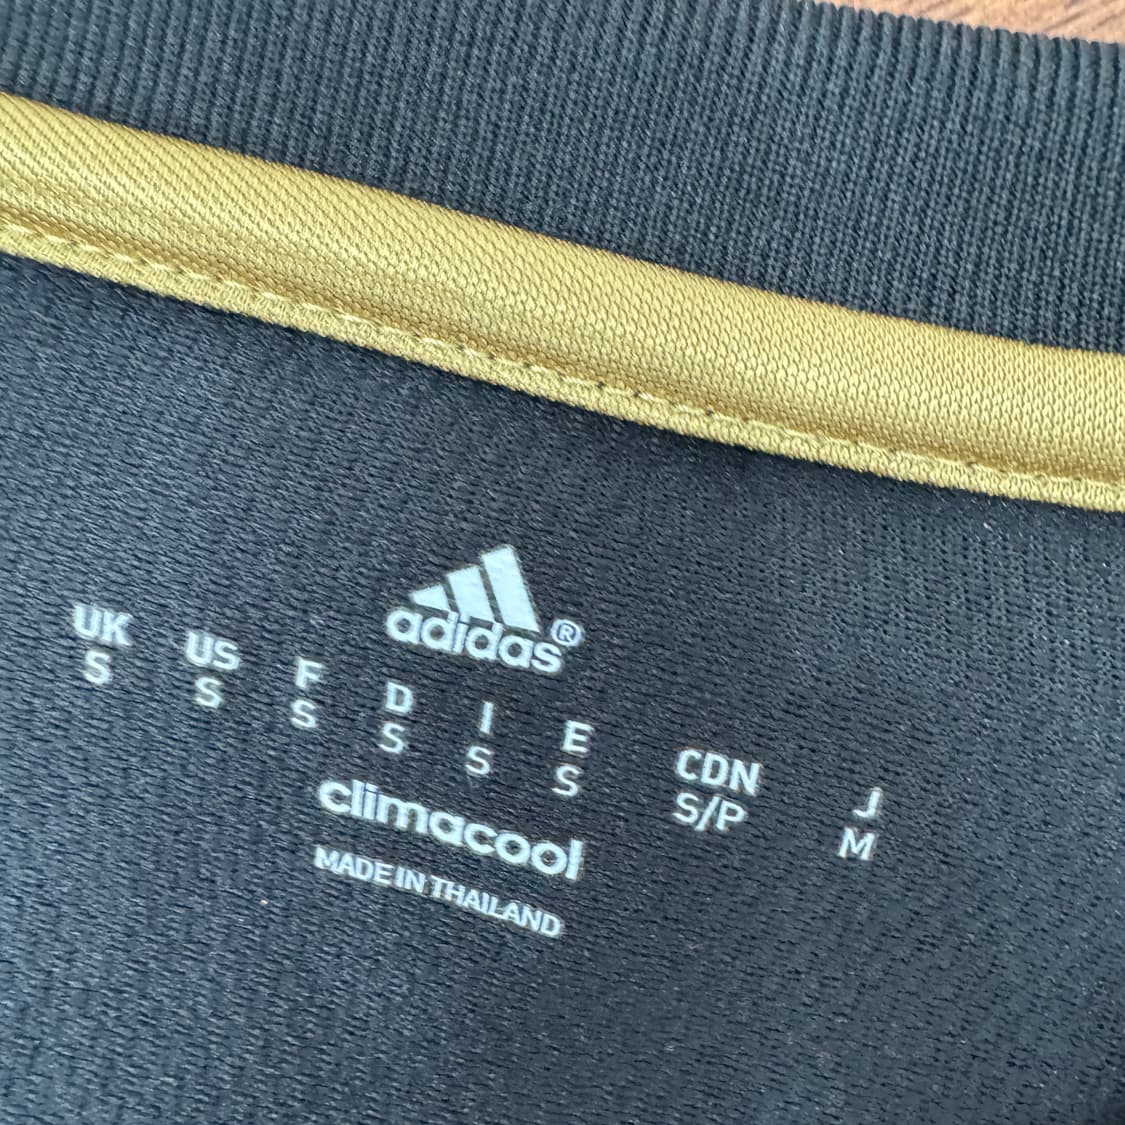 adidas®
UK US F D I E CDN J
S S S S S S S/P M
climacool
MADE IN THAILAND